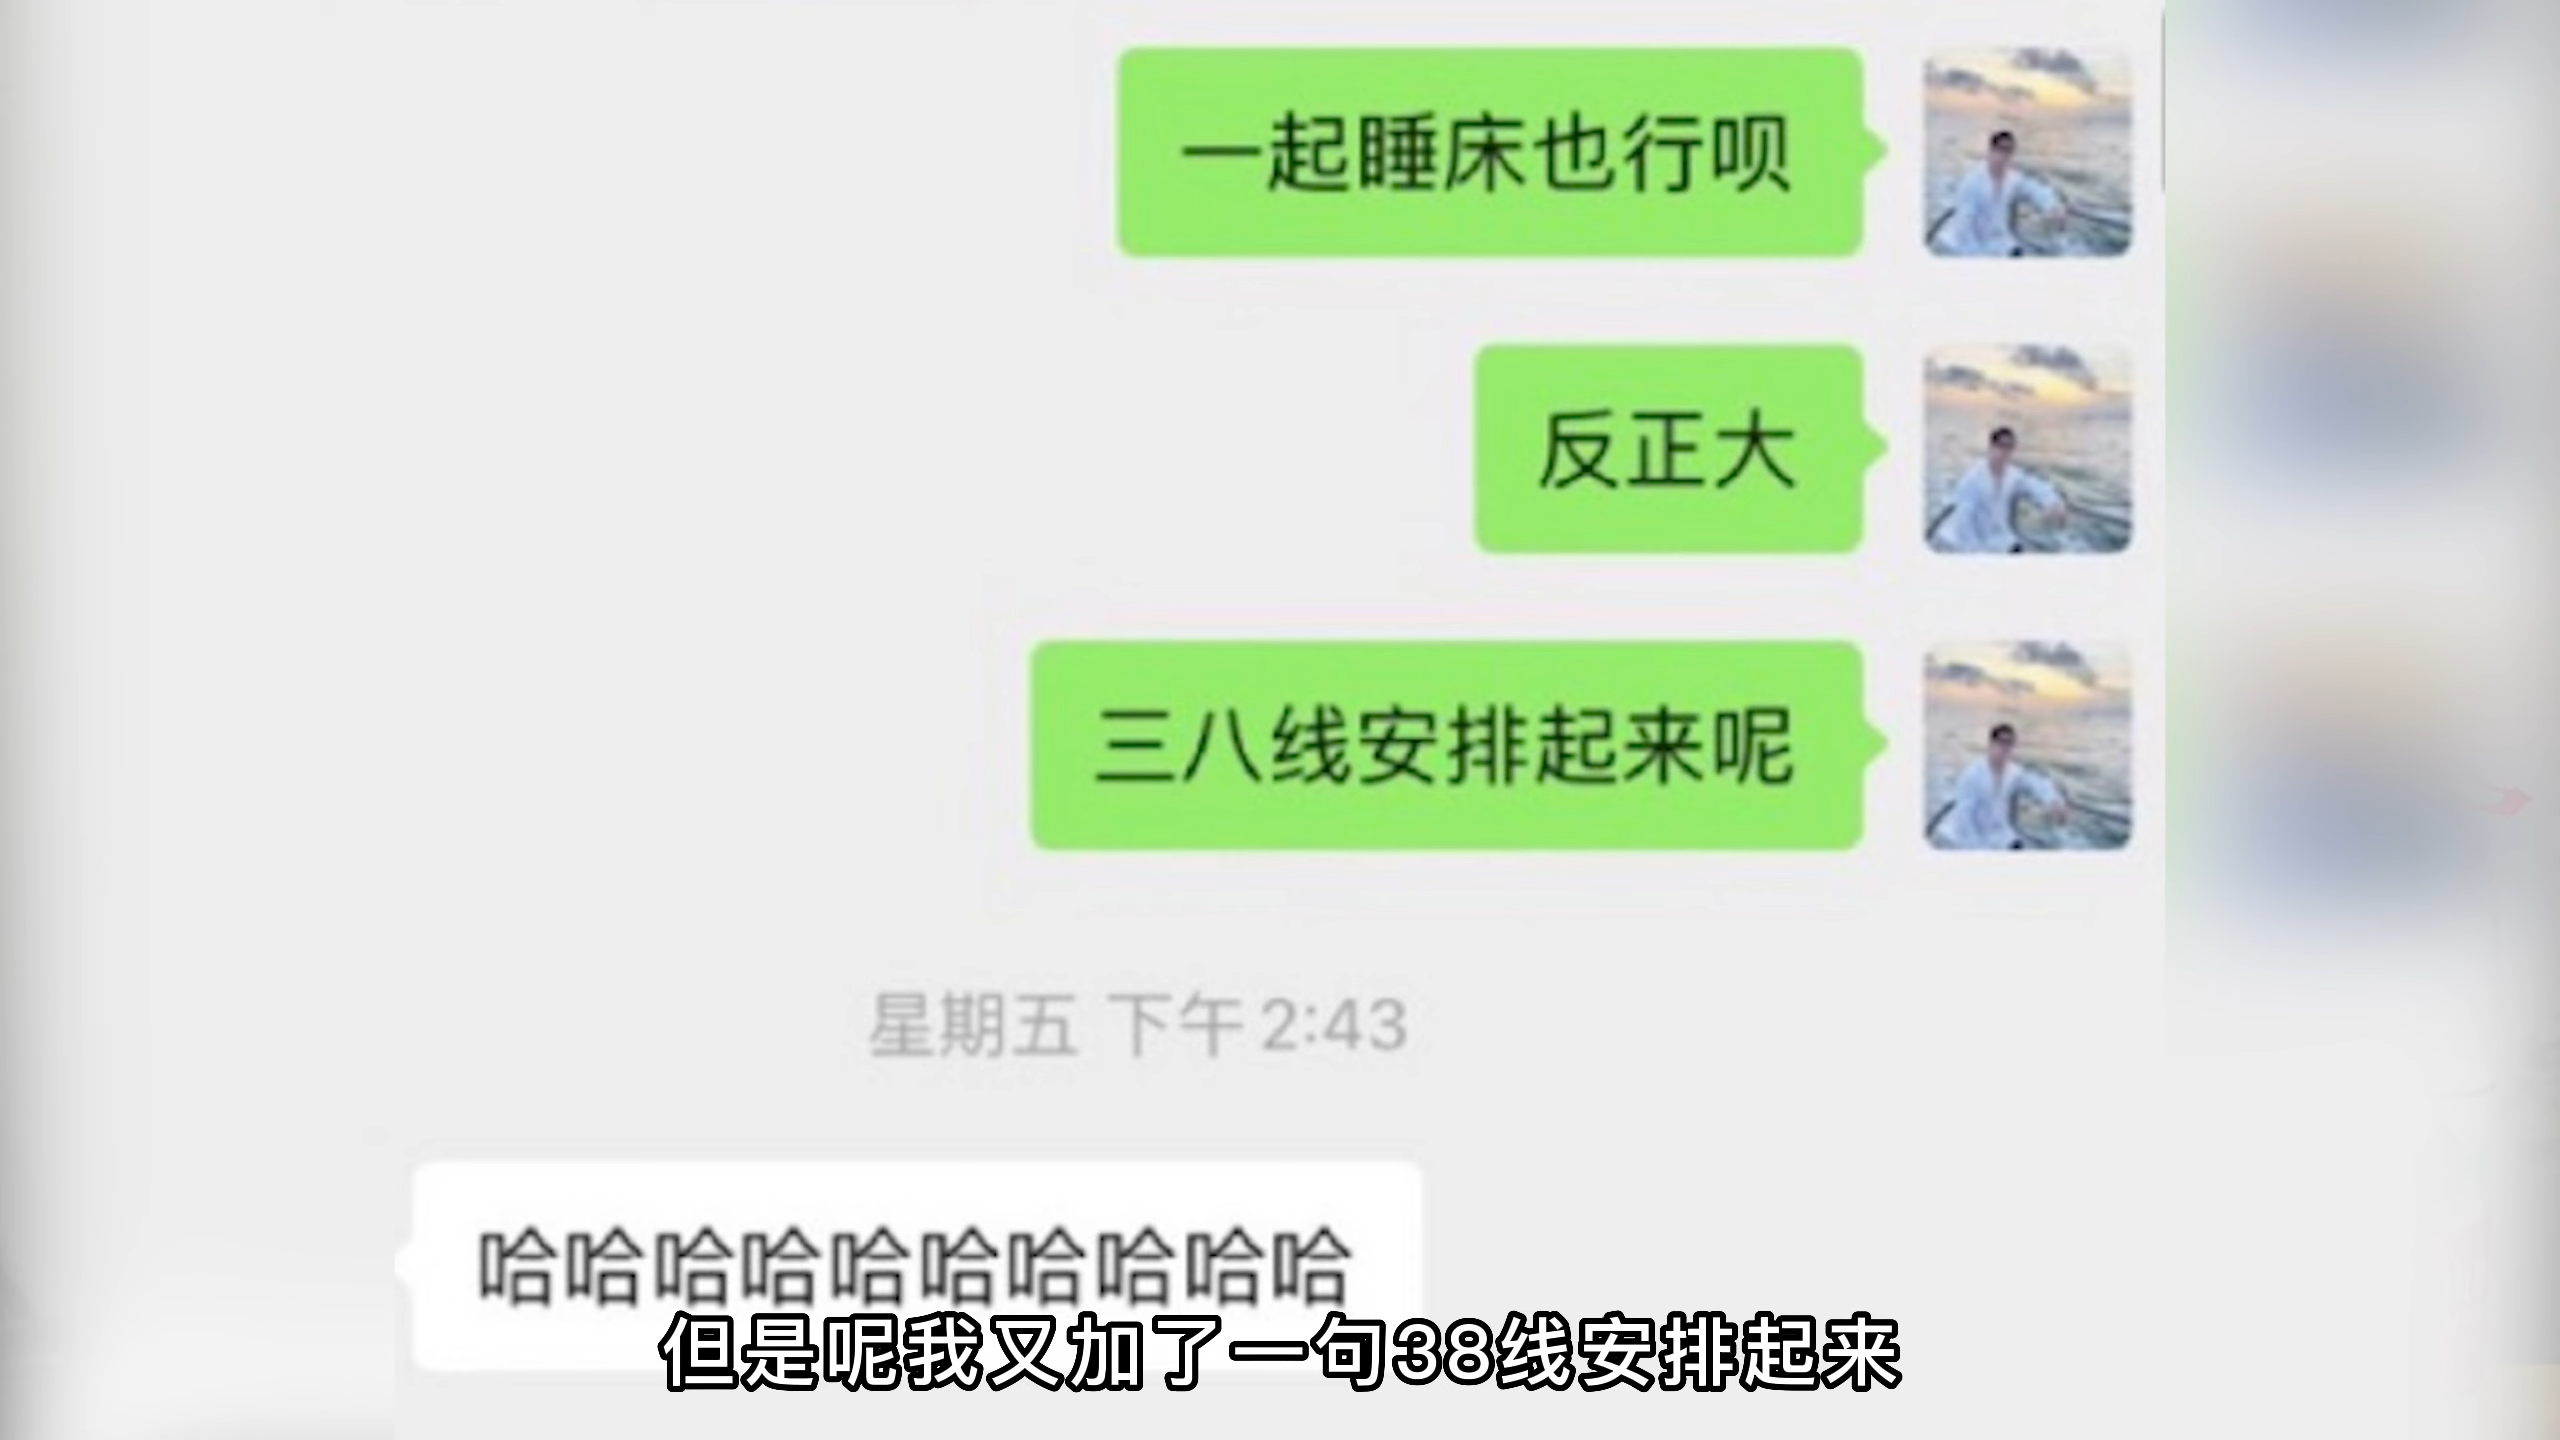 一起睡床也行呗
反正大
三八线安排起来呢
星期五 下午2:43
哈哈哈哈哈哈哈哈哈哈
但是呢我又加了一句38线安排起来